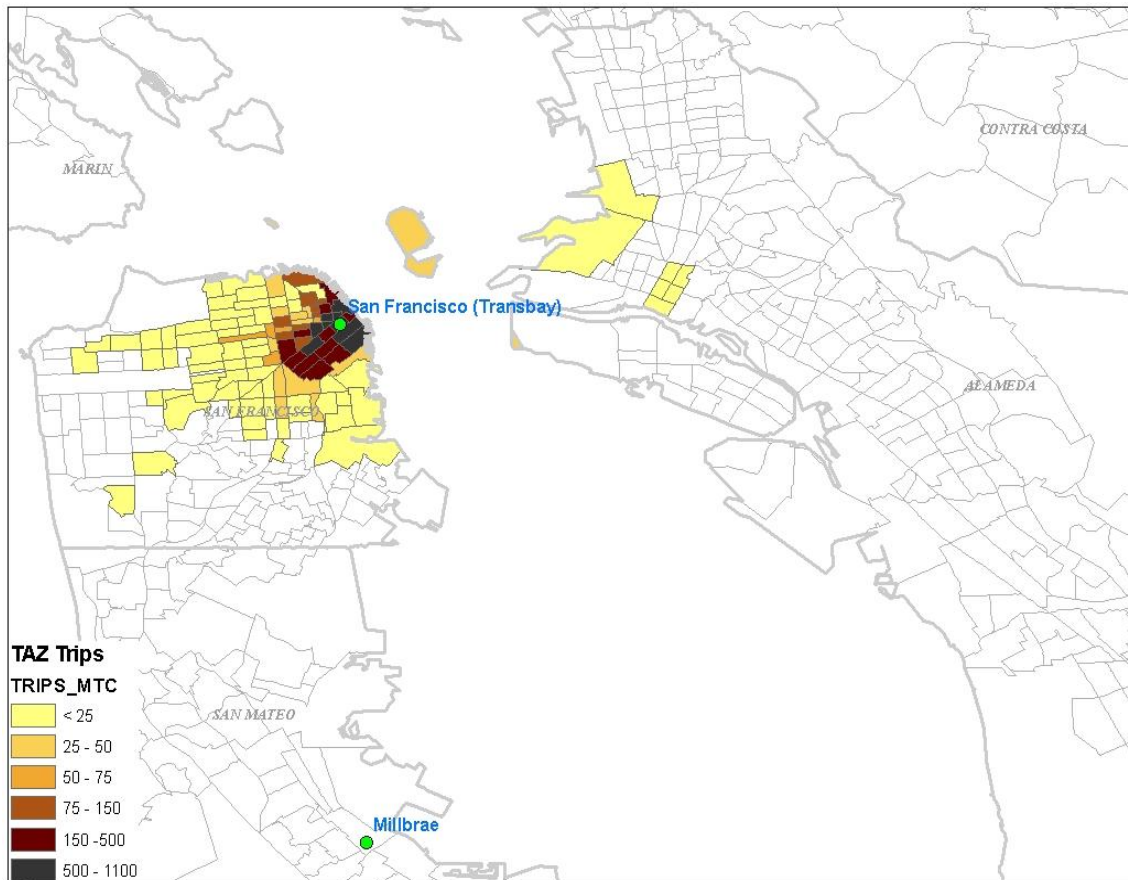 CONTRA COSTA
MARIN
San Francisco (Transbay)
ALAMEDA
SAN FRANCISCO
TAZ Trips
TRIPS_MTC
< 25
SAN MATEO
25 - 50
50 - 75
75 - 150
Millbrae
150 -500
500 - 1100